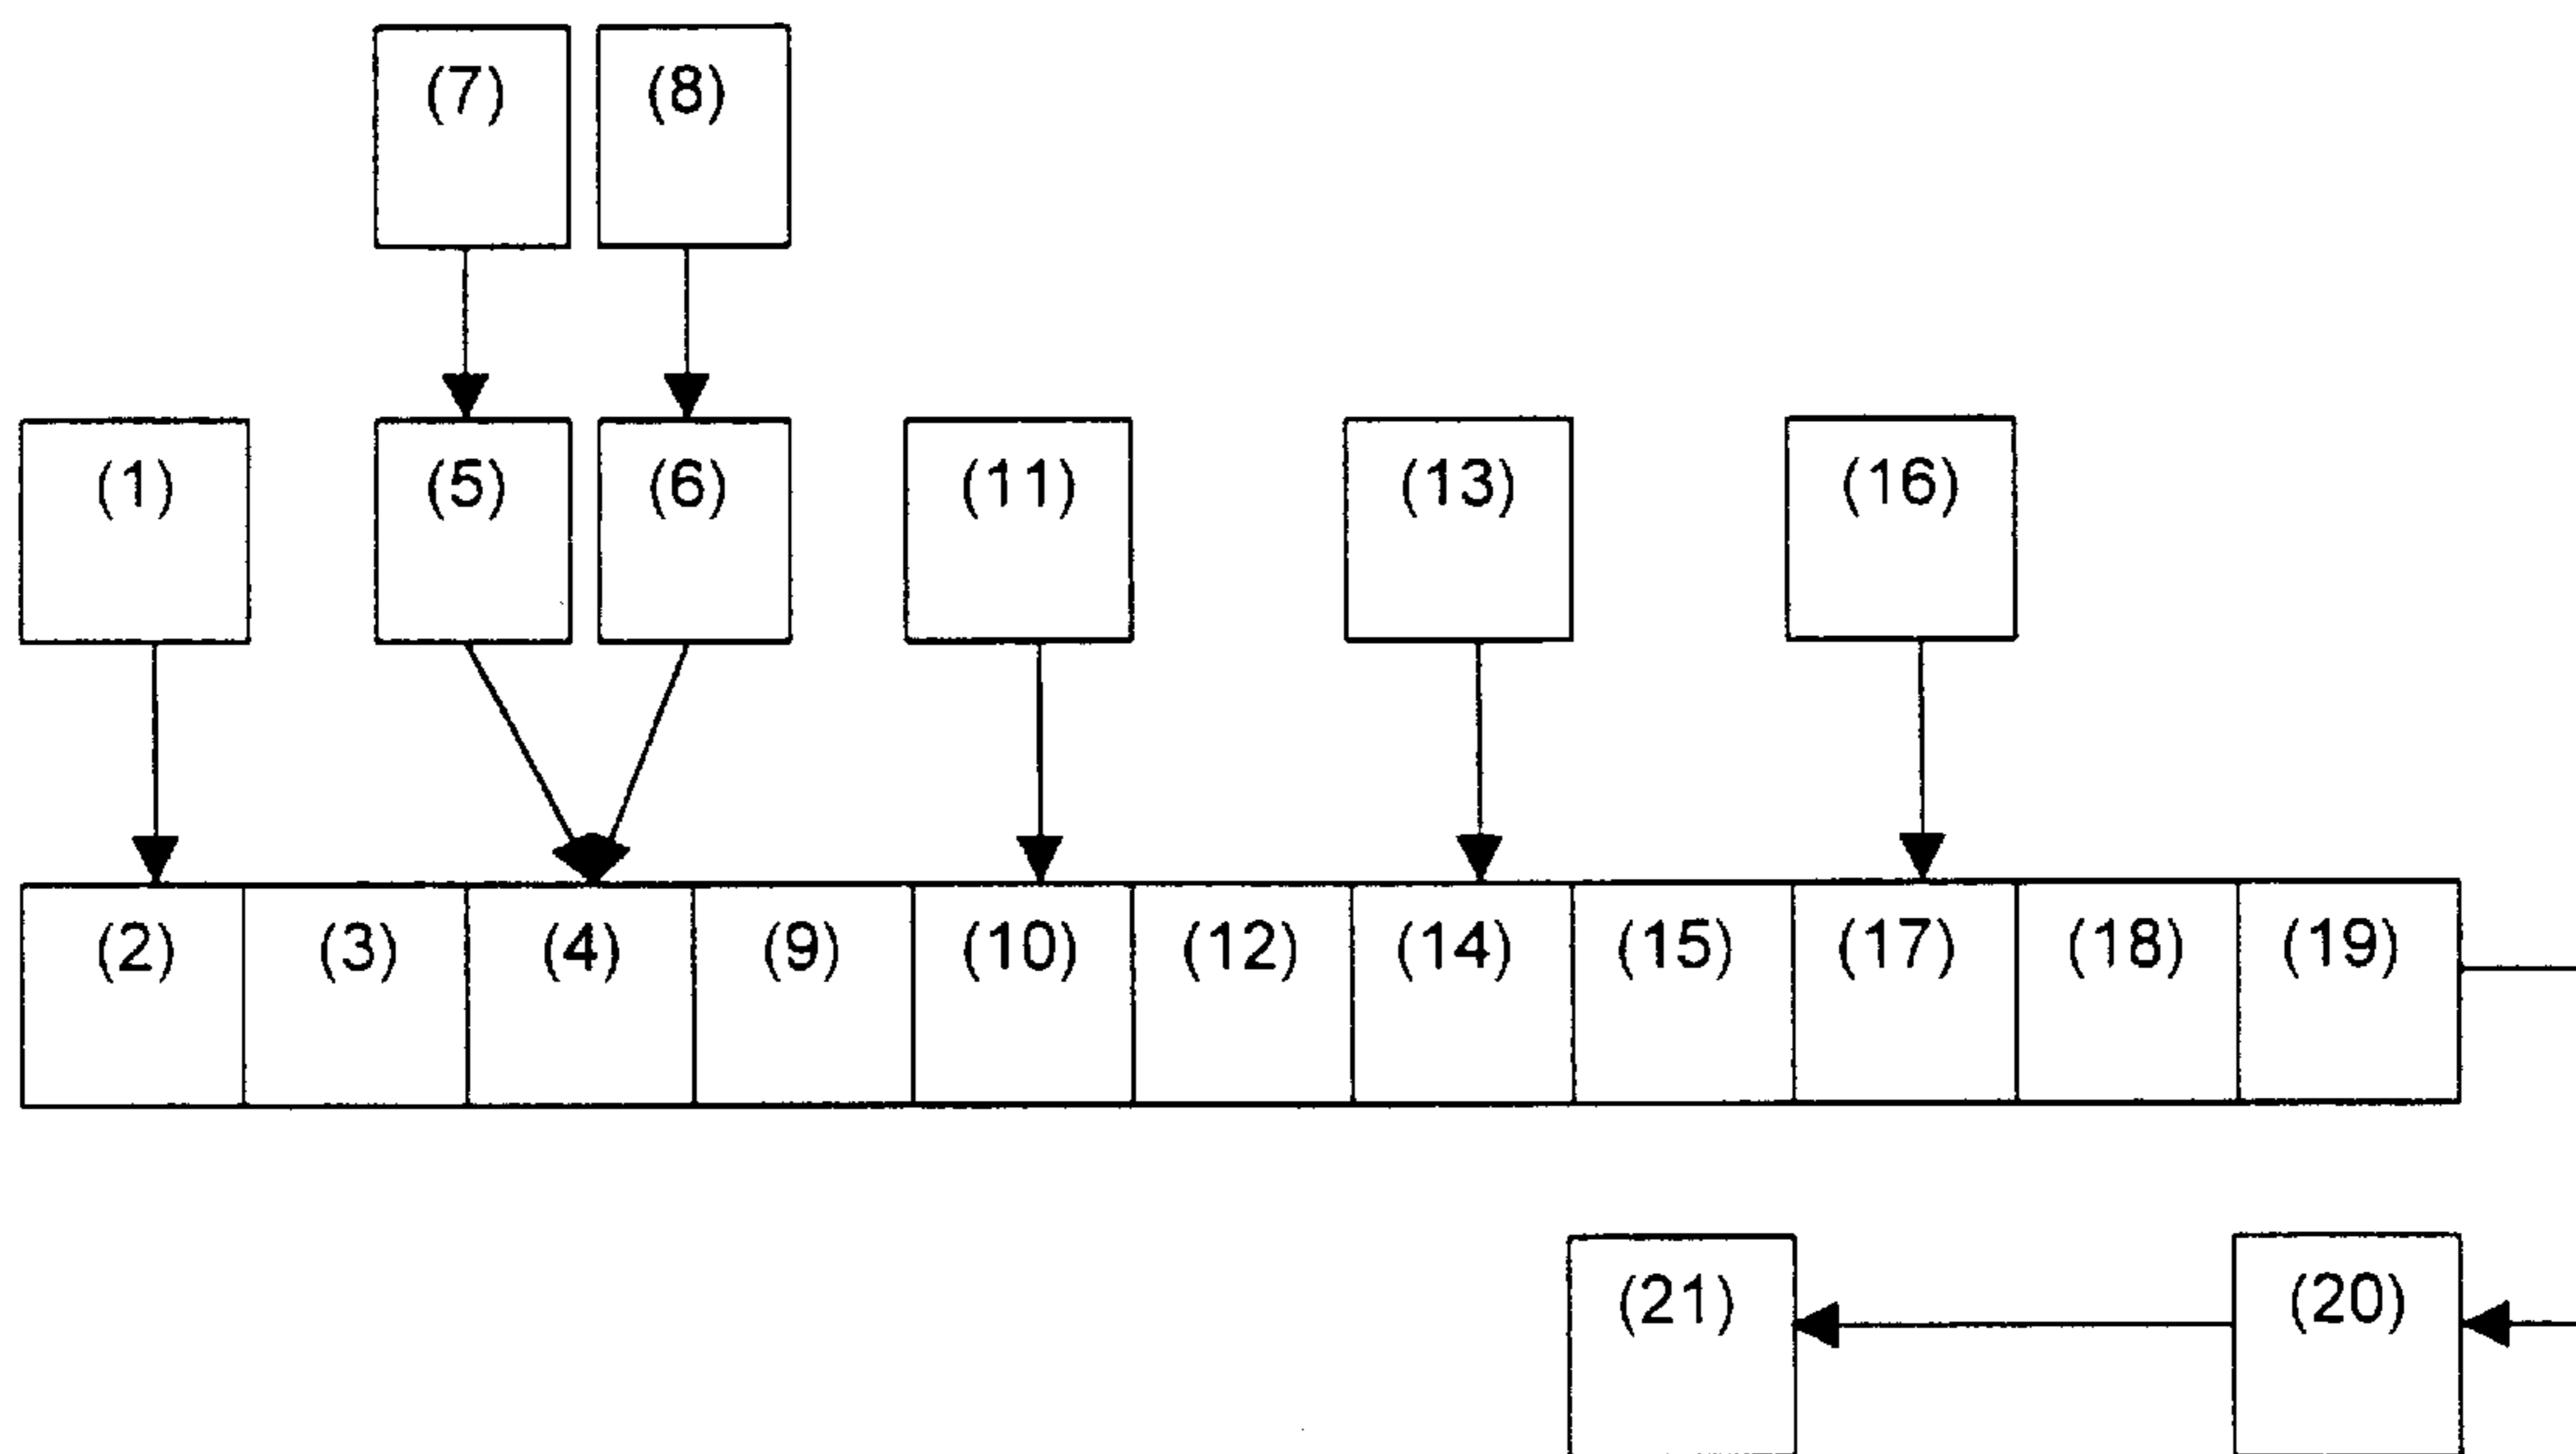 (7) (8)
(1) (5) (6) (11) (13) (16)
(2) (3) (4) (9) (10) (12) (14) (15) (17) (18) (19)
(21) (20)